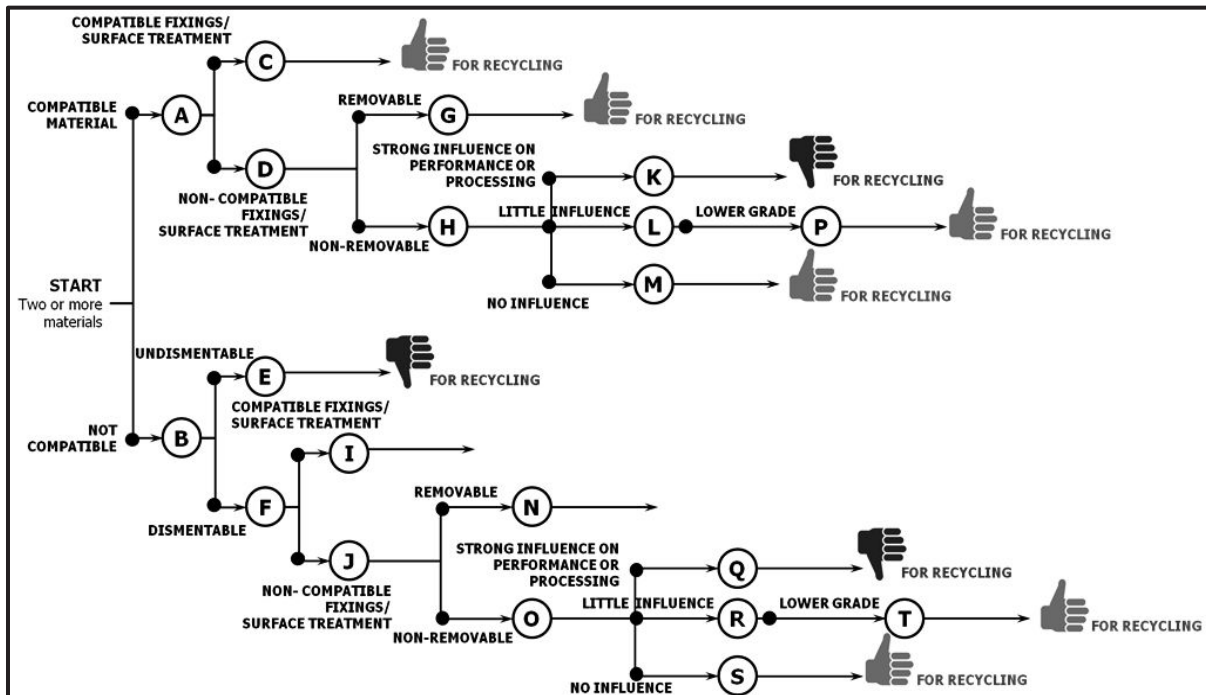 COMPATIBLE FIXINGS/
SURFACE TREATMENT
C
FOR RECYCLING
COMPATIBLE
MATERIAL
A
REMOVABLE
G
FOR RECYCLING
D
NON- COMPATIBLE
FIXINGS/
SURFACE TREATMENT
STRONG INFLUENCE ON
PERFORMANCE OR
PROCESSING
K
FOR RECYCLING
NON-REMOVABLE
H
LITTLE INFLUENCE
L
LOWER GRADE
P
FOR RECYCLING
NO INFLUENCE
M
FOR RECYCLING
START
Two or more
materials
UNDISMENTABLE
E
FOR RECYCLING
NOT
COMPATIBLE
B
COMPATIBLE FIXINGS/
SURFACE TREATMENT
I
DISMENTABLE
F
REMOVABLE
N
J
NON- COMPATIBLE
FIXINGS/
SURFACE TREATMENT
STRONG INFLUENCE ON
PERFORMANCE OR
PROCESSING
Q
FOR RECYCLING
NON-REMOVABLE
O
LITTLE INFLUENCE
R
LOWER GRADE
T
FOR RECYCLING
NO INFLUENCE
S
FOR RECYCLING